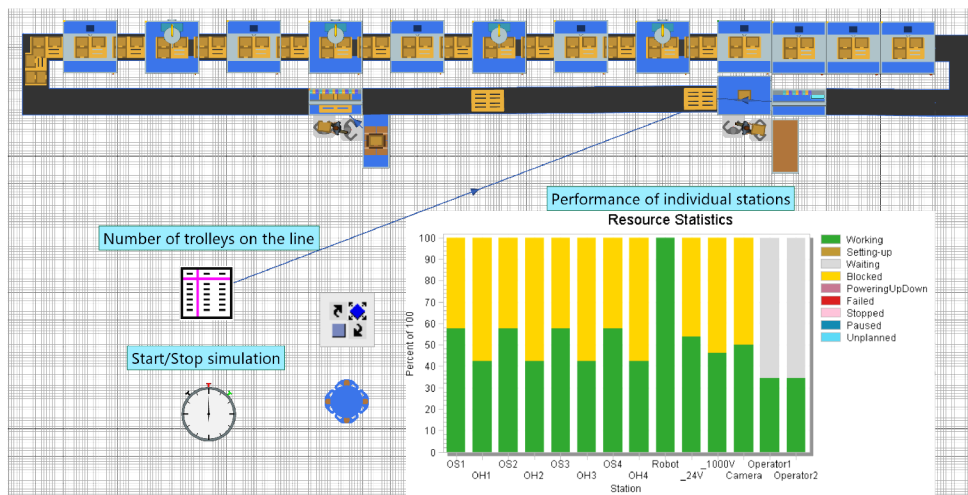 Performance of individual stations
Resource Statistics
Number of trolleys on the line
Start/Stop simulation
100
90
80
70
60
50
40
30
20
10
0
Percent of 100
OS1
OH1
OS2
OH2
OS3
OH3
OS4
OH4
Robot
_24V
_1000V
Camera
Operator1
Operator2
Station
Working
Setting-up
Waiting
Blocked
PoweringUpDown
Failed
Stopped
Paused
Unplanned